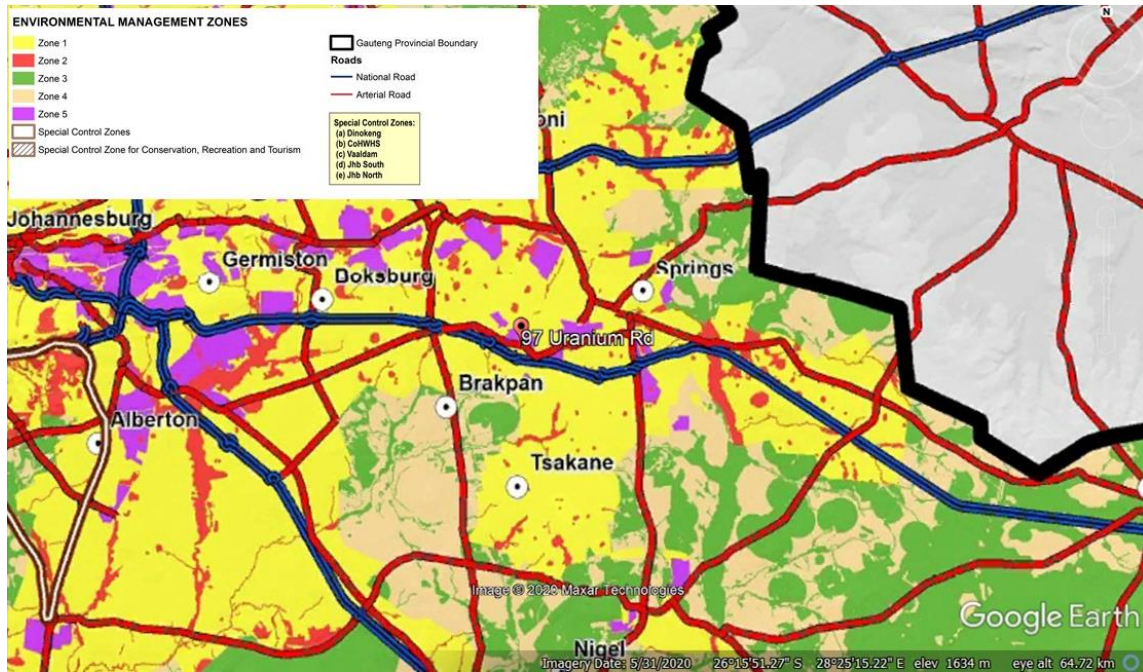 ENVIRONMENTAL MANAGEMENT ZONES
Zone 1
Zone 2
Zone 3
Zone 4
Zone 5
Special Control Zones
Special Control Zone for Conservation, Recreation and Tourism
Gauteng Provincial Boundary
Roads
National Road
Arterial Road
Special Control Zones:
(a) Dinokeng
(b) CoHWHS
(c) Vaaldam
(d) Jhb South
(e) Jhb North
N
oni
Johannesburg
Germiston
Doksburg
Springs
97 Uranium Rd
Brakpan
Alberton
Tsakane
Image © 2020 Maxar Technologies
Google Earth
Nigel
Imagery Date: 5/31/2020 26°15'51.27" S 28°25'15.22" E elev 1634 m eye alt 64.72 km